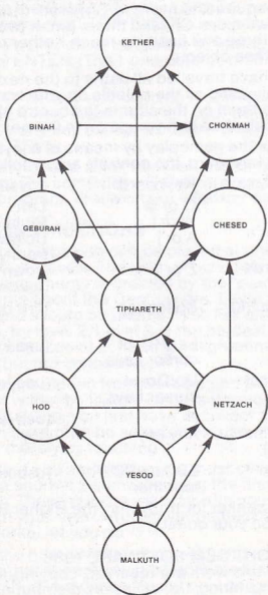 KETHER
BINAH
CHOKMAH
GEBURAH
CHESED
TIPHARETH
HOD
NETZACH
YESOD
MALKUTH